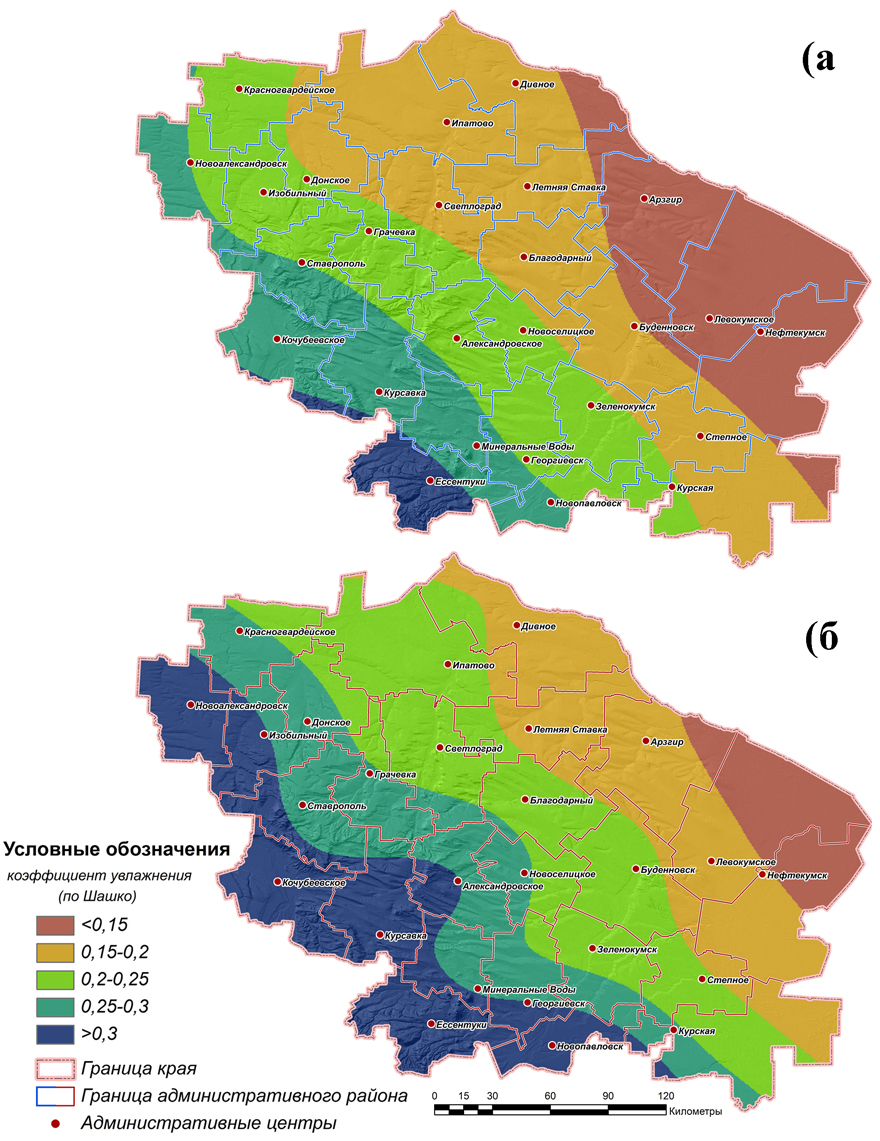 (а
Красногвардейское
Дивное
Ипатово
Новоалександровск
Донское
Изобильный
Летняя Ставка
Арзгир
Светлоград
Грачевка
Ставрополь
Благодарный
Левокумское
Буденновск
Новоселицкое
Нефтекумск
Кочубеевское
Александровское
Курсавка
Зеленокумск
Степное
Минеральные Воды
Георгиевск
Ессентуки
Курская
Новопавловск
(б
Красногвардейское
Дивное
Ипатово
Новоалександровск
Донское
Изобильный
Летняя Ставка
Арзгир
Светлоград
Грачевка
Ставрополь
Благодарный
Левокумское
Буденновск
Новоселицкое
Нефтекумск
Кочубеевское
Александровское
Курсавка
Зеленокумск
Степное
Минеральные Воды
Георгиевск
Ессентуки
Курская
Новопавловск
Условные обозначения
коэффициент увлажнения
(по Шашко)
<0,15
0,15-0,2
0,2-0,25
0,25-0,3
>0,3
Граница края
Граница административного района
Административные центры
0 15 30 60 90 120
Километры